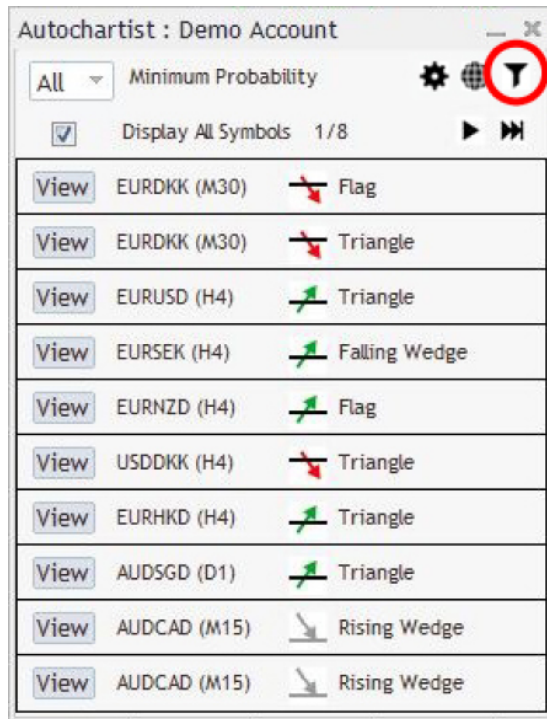 Autochartist : Demo Account
All Minimum Probability
Display All Symbols 1/8
View EURDKK (M30) Flag
View EURDKK (M30) Triangle
View EURUSD (H4) Triangle
View EURSEK (H4) Falling Wedge
View EURNZD (H4) Flag
View USDDKK (H4) Triangle
View EURHKD (H4) Triangle
View AUDSGD (D1) Triangle
View AUDCAD (M15) Rising Wedge
View AUDCAD (M15) Rising Wedge